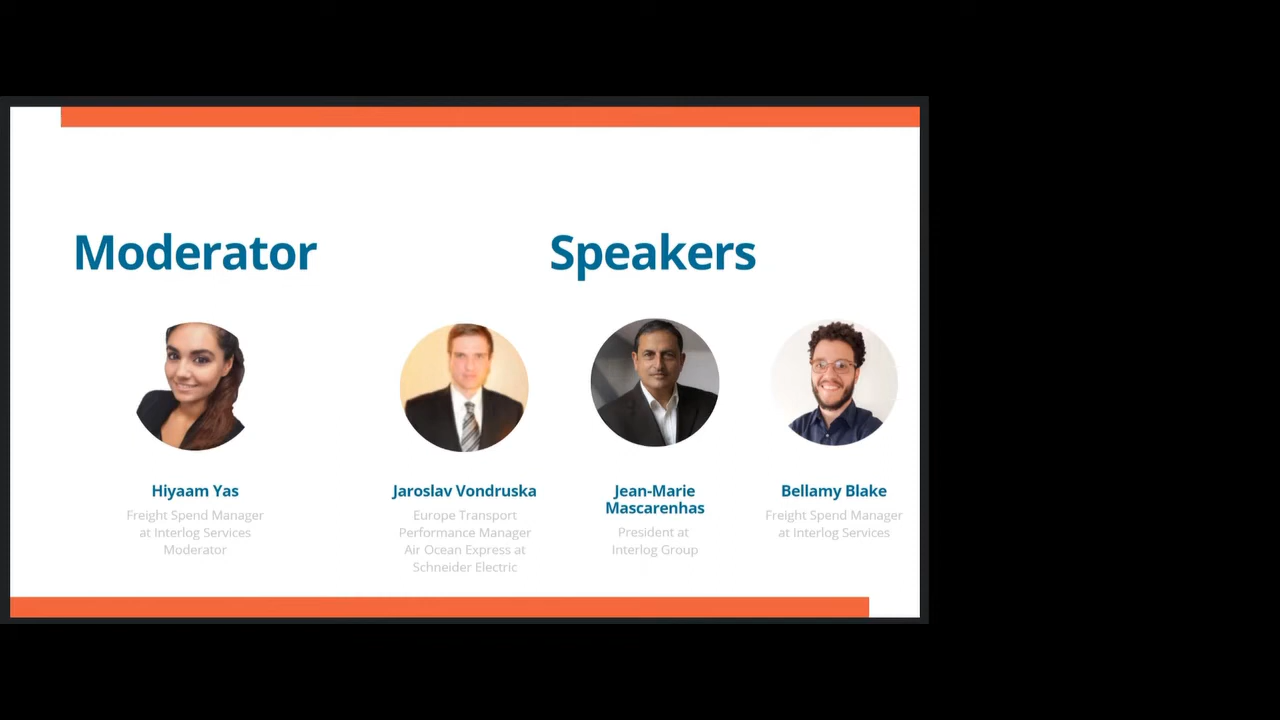 Moderator
Speakers
Hiyaam Yas
Freight Spend Manager
at Interlog Services
Moderator
Jaroslav Vondruska
Europe Transport
Performance Manager
Air Ocean Express at
Schneider Electric
Jean-Marie
Mascarenhas
President at
Interlog Group
Bellamy Blake
Freight Spend Manager
at Interlog Services